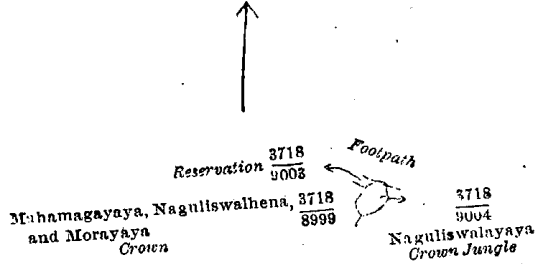 Reservation 3718
9003
Footpath
Muhamagayaya, Naguliswalhena, 3718
8999
and Morayaya
Crown
3718
9004
Naguliswalayaya
Crown Jungle